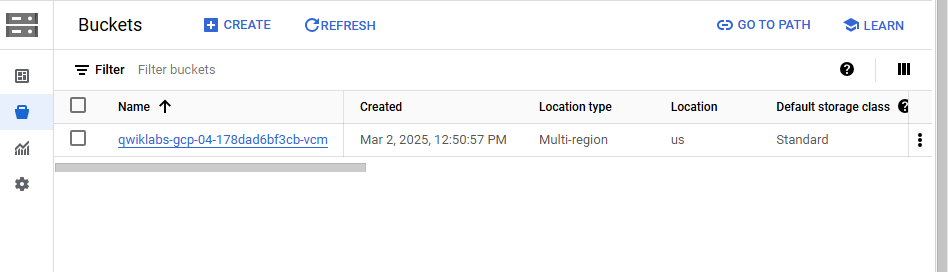 Buckets CREATE REFRESH GO TO PATH LEARN
Filter Filter buckets
Name Created Location type Location Default storage class
qwiklabs-gcp-04-178dad6bf3cb-vcm Mar 2, 2025, 12:50:57 PM Multi-region us Standard